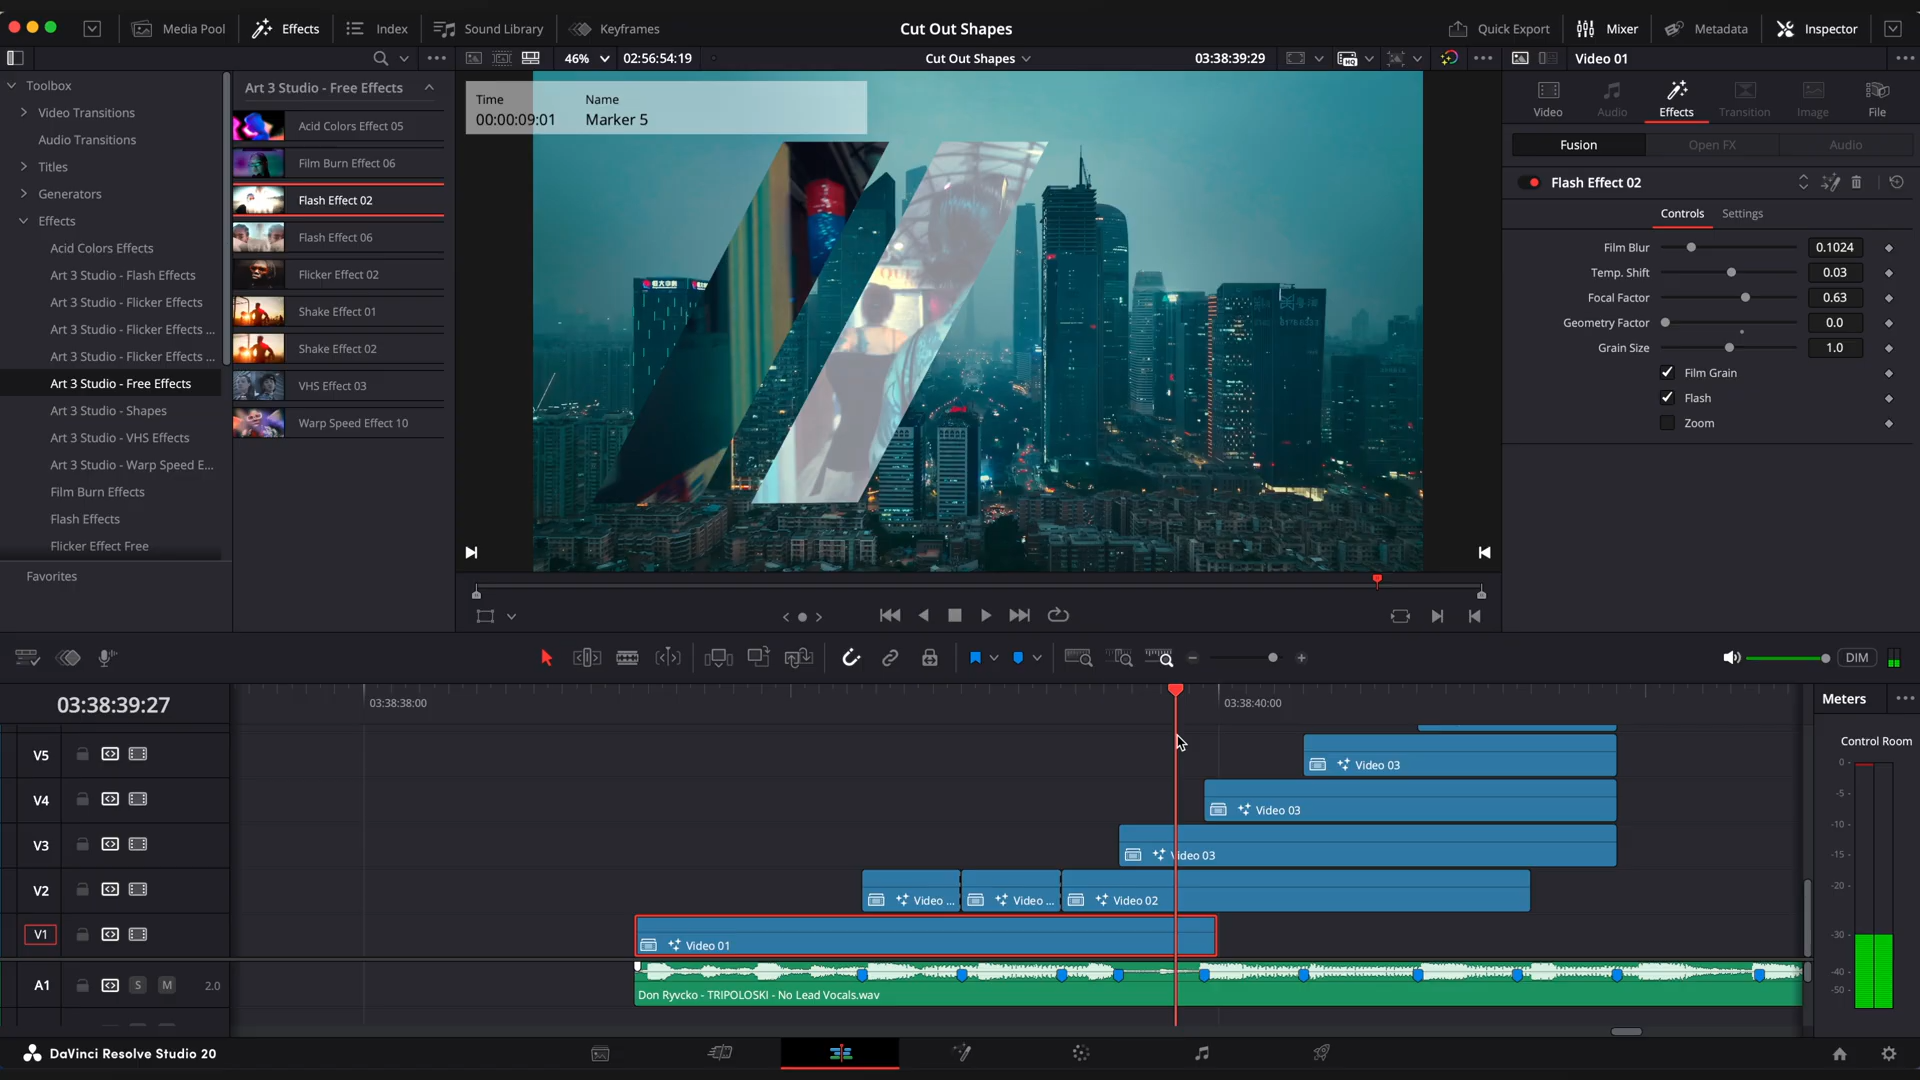 Media Pool
Effects
Index
Sound Library
Keyframes
Cut Out Shapes
Quick Export
Mixer
Metadata
Inspector
46%
02:56:54:19
Cut Out Shapes
03:38:39:29
Video 01
Toolbox
Video Transitions
Audio Transitions
Titles
Generators
Effects
Acid Colors Effects
Art 3 Studio - Flash Effects
Art 3 Studio - Flicker Effects
Art 3 Studio - Flicker Effects ...
Art 3 Studio - Flicker Effects ...
Art 3 Studio - Free Effects
Art 3 Studio - Shapes
Art 3 Studio - VHS Effects
Art 3 Studio - Warp Speed E...
Film Burn Effects
Flash Effects
Flicker Effect Free
Favorites
Art 3 Studio - Free Effects
Acid Colors Effect 05
Film Burn Effect 06
Flash Effect 02
Flash Effect 06
Flicker Effect 02
Shake Effect 01
Shake Effect 02
VHS Effect 03
Warp Speed Effect 10
Time
Name
00:00:09:01
Marker 5
Video
Audio
Effects
Transition
Image
File
Fusion
Open FX
Audio
Flash Effect 02
Controls
Settings
Film Blur 0.1024
Temp. Shift 0.03
Focal Factor 0.63
Geometry Factor 0.0
Grain Size 1.0
Film Grain
Flash
Zoom
DIM
03:38:39:27
03:38:38:00
03:38:40:00
Meters
Control Room
0
-5
-10
-15
-20
-30
-40
-50
V5
Video 03
V4
Video 03
V3
Video 03
V2
Video ...
Video ...
Video 02
V1
Video 01
A1
S
M
2.0
Don Ryvcko - TRIPOLOSKI - No Lead Vocals.wav
DaVinci Resolve Studio 20